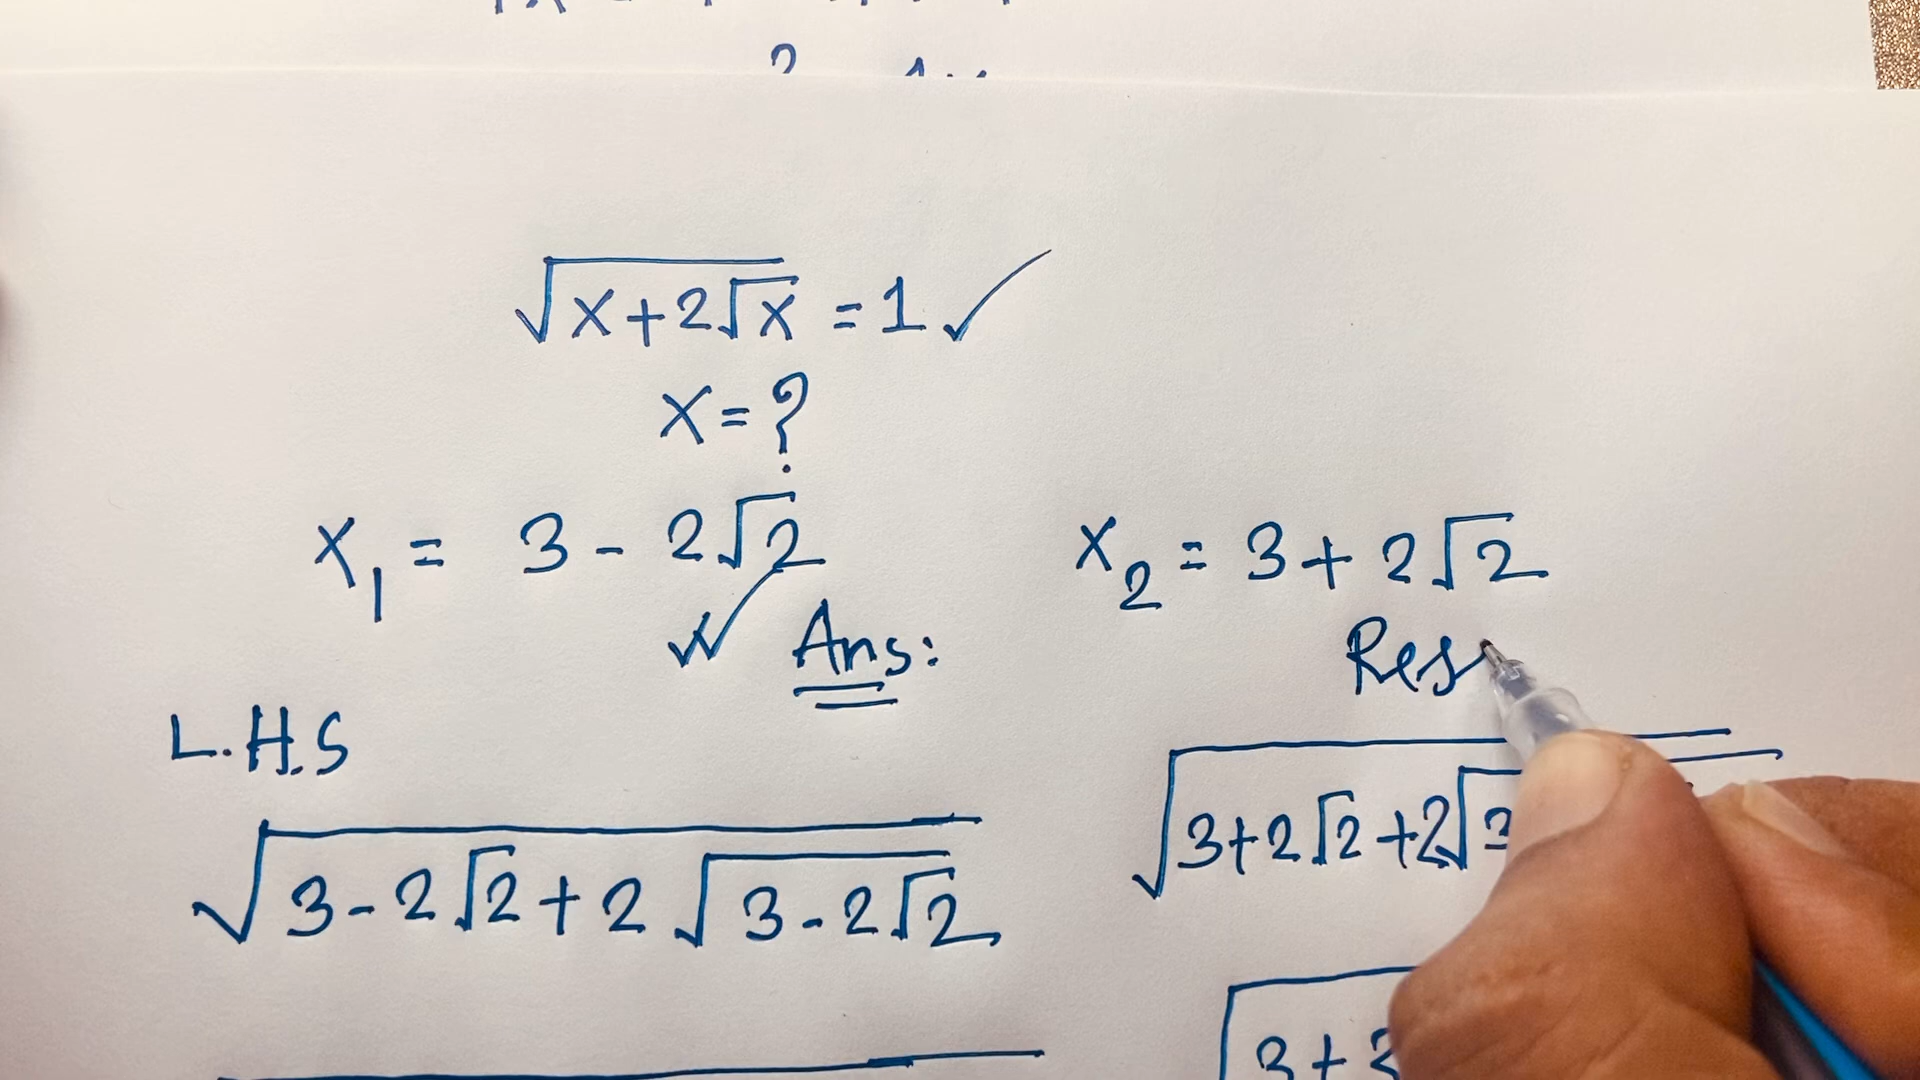 √(x+2√x) = 1 ✓
x = ?
x₁ = 3 - 2√2
x₂ = 3 + 2√2
✓ Ans:
Res
L.H.S
√(3+2√2+2√3
√(3-2√2+2√(3-2√2))
√3+2